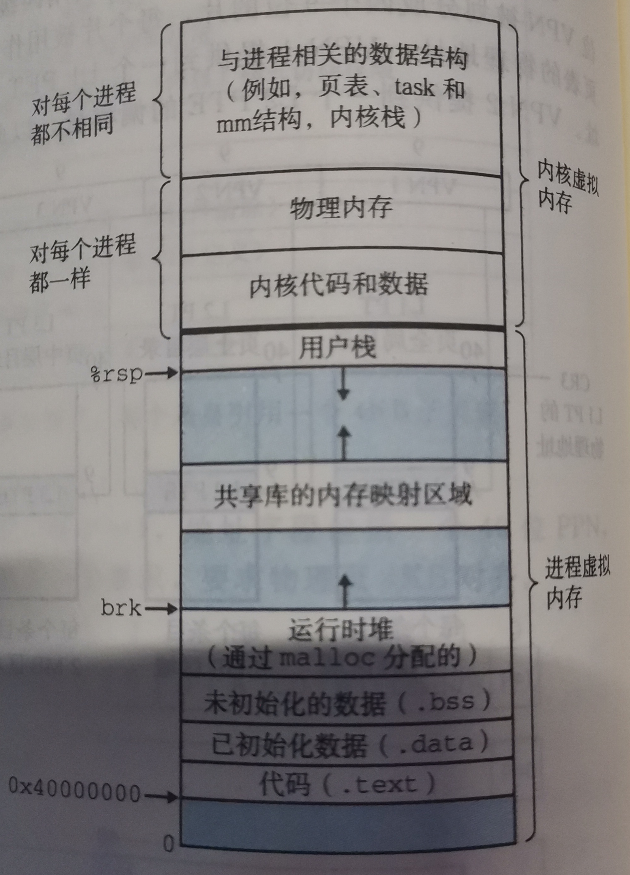 与进程相关的数据结构
（例如，页表、task 和
mm结构，内核栈）
对每个进程
都不相同
物理内存
内核虚拟
内存
对每个进程
都一样
内核代码和数据
用户栈
%rsp
共享库的内存映射区域
进程虚拟
内存
brk
运行时堆
（通过 malloc 分配的）
未初始化的数据（.bss）
已初始化数据（.data）
代码（.text）
0x40000000
0